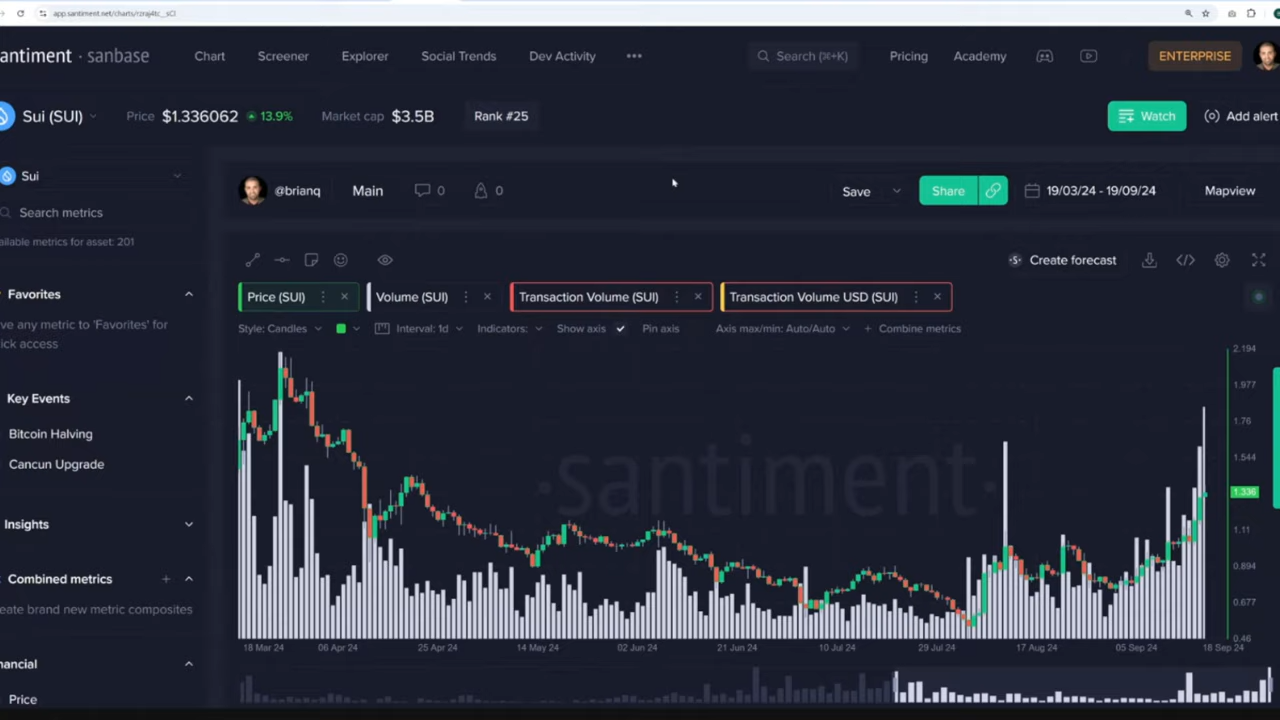 app.santiment.net/charts/rzraj4tc__sCl
antiment · sanbase Chart Screener Explorer Social Trends Dev Activity Search (⌘+K) Pricing Academy ENTERPRISE
Sui (SUI) Price $1.336062 13.9% Market cap $3.5B Rank #25 Watch Add alert
Sui
Search metrics
ailable metrics for asset: 201
Favorites
ve any metric to 'Favorites' for
ick access
Key Events
Bitcoin Halving
Cancun Upgrade
Insights
Combined metrics +
eate brand new metric composites
nancial
Price
@brianq Main 0 0 Save Share 19/03/24 - 19/09/24 Mapview
Create forecast
Price (SUI) Volume (SUI) Transaction Volume (SUI) Transaction Volume USD (SUI)
Style: Candles Interval: 1d Indicators: Show axis Pin axis Axis max/min: Auto/Auto + Combine metrics
·santiment·
2.194
1.977
1.76
1.544
1.336
1.11
0.894
0.677
0.46
18 Mar 24 06 Apr 24 25 Apr 24 14 May 24 02 Jun 24 21 Jun 24 10 Jul 24 29 Jul 24 17 Aug 24 05 Sep 24 18 Sep 24